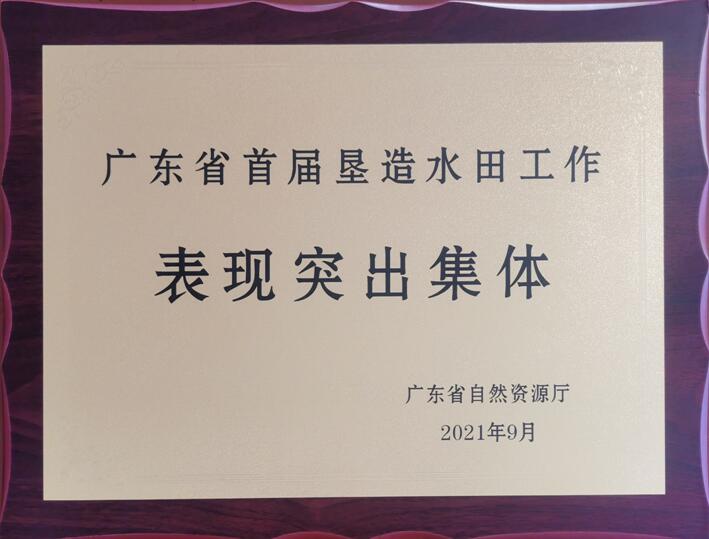 广东省首届垦造水田工作
表现突出集体
广东省自然资源厅
2021年9月